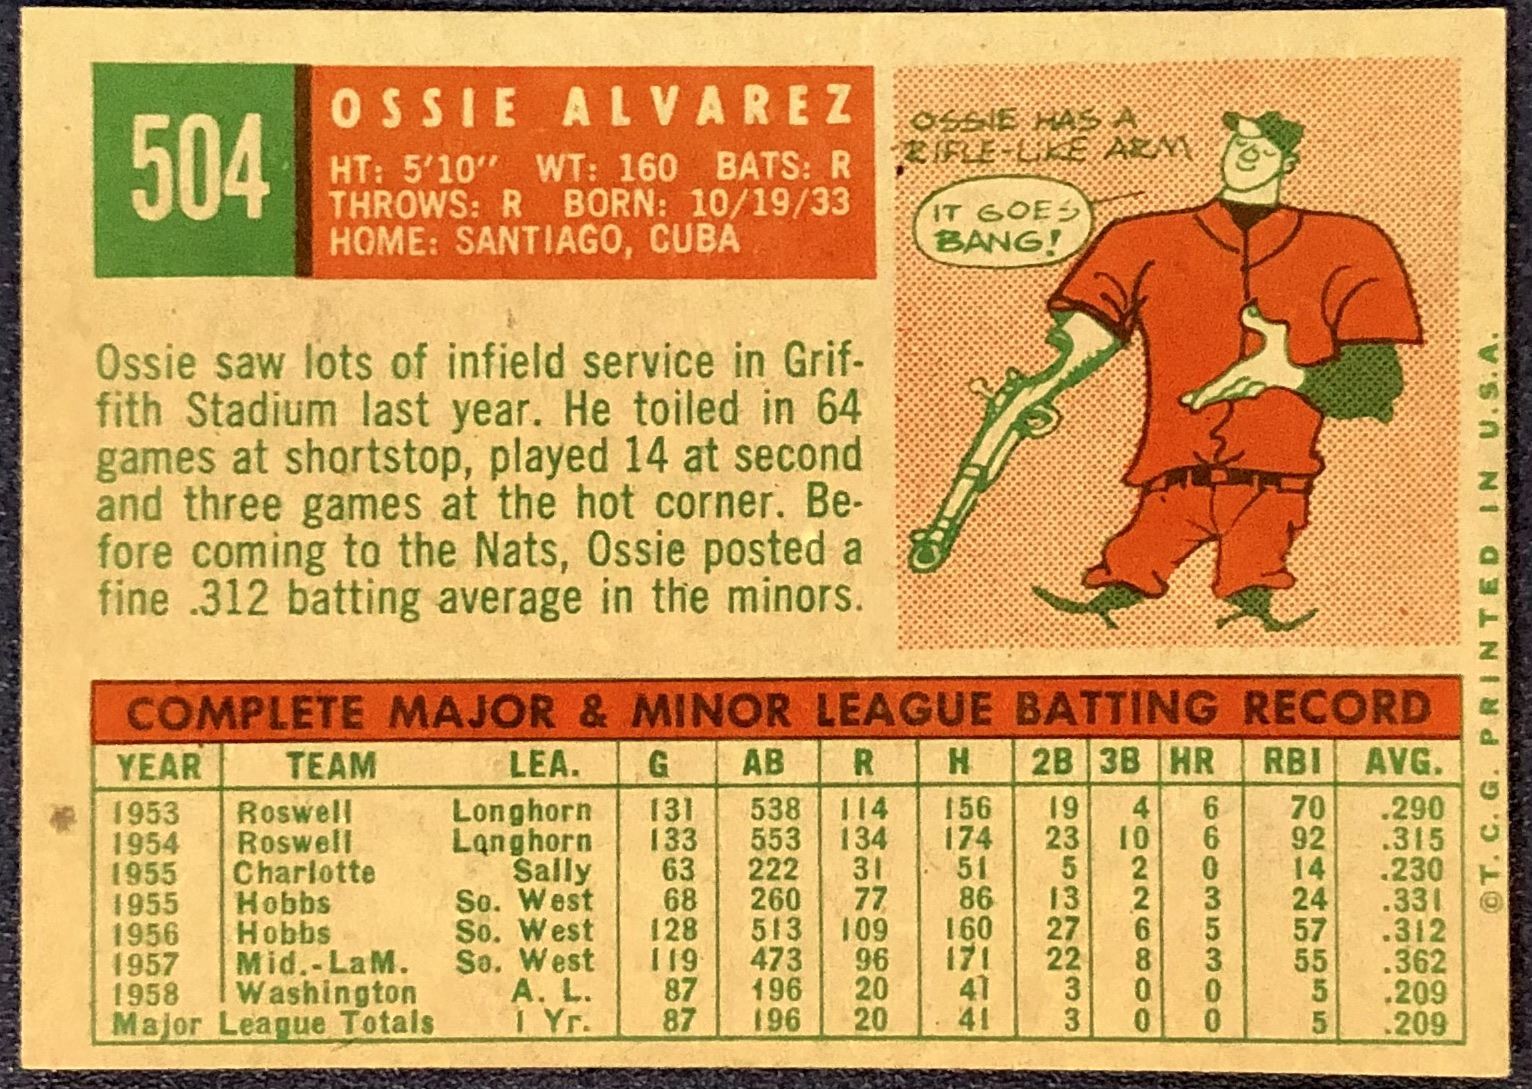 504
OSSIE ALVAREZ
HT: 5'10" WT: 160 BATS: R
THROWS: R BORN: 10/19/33
HOME: SANTIAGO, CUBA
OSSIE HAS A
RIFLE-LIKE ARM
IT GOES
BANG!
Ossie saw lots of infield service in Grif-
fith Stadium last year. He toiled in 64
games at shortstop, played 14 at second
and three games at the hot corner. Be-
fore coming to the Nats, Ossie posted a
fine .312 batting average in the minors.
COMPLETE MAJOR & MINOR LEAGUE BATTING RECORD
YEAR TEAM LEA. G AB R H 2B 3B HR RBI AVG.
1953 Roswell Longhorn 131 538 114 156 19 4 6 70 .290
1954 Roswell Longhorn 133 553 134 174 23 10 6 92 .315
1955 Charlotte Sally 63 222 31 51 5 2 0 14 .230
1955 Hobbs So. West 68 260 77 86 13 2 3 24 .331
1956 Hobbs So. West 128 513 109 160 27 6 5 57 .312
1957 Mid.-LaM. So. West 119 473 96 171 22 8 3 55 .362
1958 Washington A. L. 87 196 20 41 3 0 0 5 .209
Major League Totals 1 Yr. 87 196 20 41 3 0 0 5 .209
©T. C. G. PRINTED IN U.S.A.